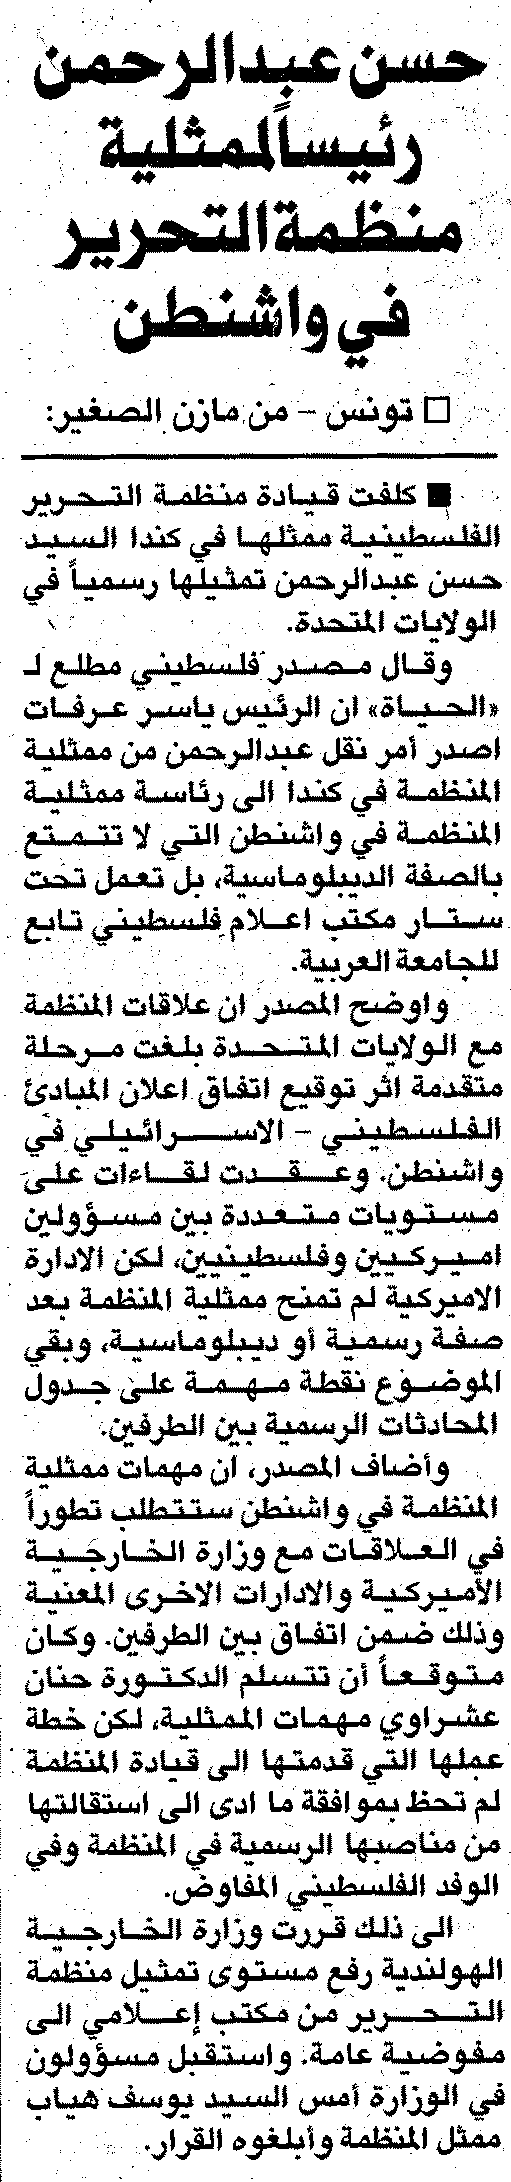 حسن عبدالرحمن
رئيساً لممثلية
منظمة التحرير
في واشنطن
□ تونس - من مازن الصغير:
■ كلفت قيادة منظمة التحرير
الفلسطينية ممثلها في كندا السيد
حسن عبدالرحمن تمثيلها رسمياً في
الولايات المتحدة.
وقال مصدر فلسطيني مطلع لـ
«الحياة» ان الرئيس ياسر عرفات
اصدر أمر نقل عبدالرحمن من ممثلية
المنظمة في كندا الى رئاسة ممثلية
المنظمة في واشنطن التي لا تتمتع
بالصفة الديبلوماسية، بل تعمل تحت
ستار مكتب اعلام فلسطيني تابع
للجامعة العربية.
واوضح المصدر ان علاقات المنظمة
مع الولايات المتحدة بلغت مرحلة
متقدمة اثر توقيع اتفاق اعلان المبادئ
الفلسطيني - الاسرائيلي في
واشنطن. وعقدت لقاءات على
مستويات متعددة بين مسؤولين
اميركيين وفلسطينيين، لكن الادارة
الاميركية لم تمنح ممثلية المنظمة بعد
صفة رسمية أو ديبلوماسية، وبقي
الموضوع نقطة مهمة على جدول
المحادثات الرسمية بين الطرفين.
وأضاف المصدر، ان مهمات ممثلية
المنظمة في واشنطن ستتطلب تطوراً
في العلاقات مع وزارة الخارجية
الأميركية والادارات الاخرى المعنية
وذلك ضمن اتفاق بين الطرفين. وكان
متوقعاً أن تتسلم الدكتورة حنان
عشراوي مهمات الممثلية، لكن خطة
عملها التي قدمتها الى قيادة المنظمة
لم تحظ بموافقة ما ادى الى استقالتها
من مناصبها الرسمية في المنظمة وفي
الوفد الفلسطيني المفاوض.
الى ذلك قررت وزارة الخارجية
الهولندية رفع مستوى تمثيل منظمة
التحرير من مكتب إعلامي الى
مفوضية عامة. واستقبل مسؤولون
في الوزارة أمس السيد يوسف هياب
ممثل المنظمة وأبلغوه القرار.